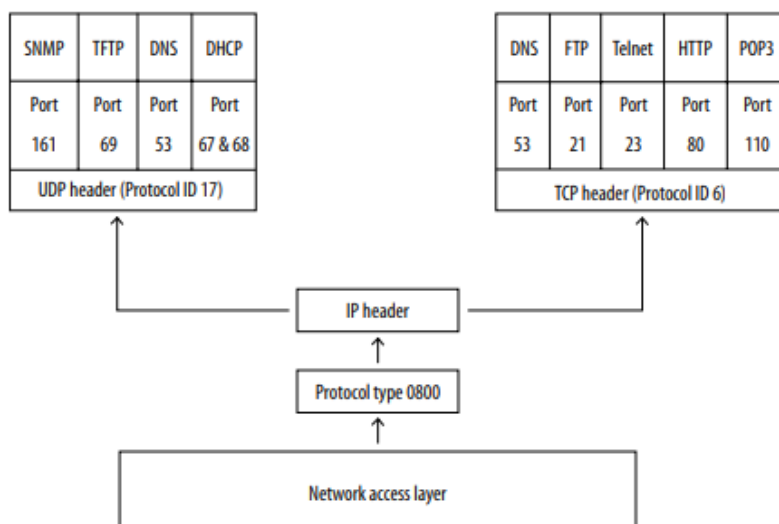 SNMP TFTP DNS DHCP
Port Port Port Port
161 69 53 67 & 68
UDP header (Protocol ID 17)
DNS FTP Telnet HTTP POP3
Port Port Port Port Port
53 21 23 80 110
TCP header (Protocol ID 6)
IP header
Protocol type 0800
Network access layer